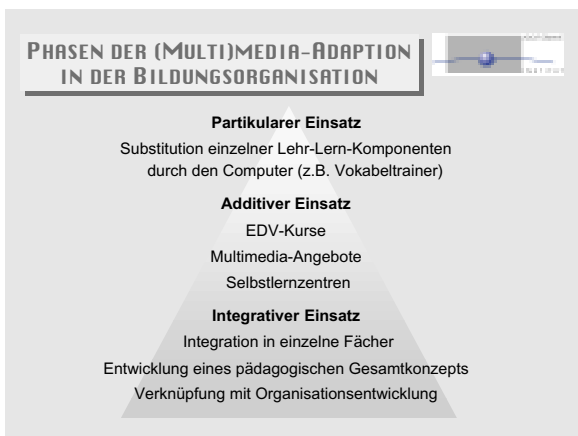 PHASEN DER (MULTI)MEDIA-ADAPTION
IN DER BILDUNGSORGANISATION
Partikularer Einsatz
Substitution einzelner Lehr-Lern-Komponenten
durch den Computer (z.B. Vokabeltrainer)
Additiver Einsatz
EDV-Kurse
Multimedia-Angebote
Selbstlernzentren
Integrativer Einsatz
Integration in einzelne Fächer
Entwicklung eines pädagogischen Gesamtkonzepts
Verknüpfung mit Organisationsentwicklung